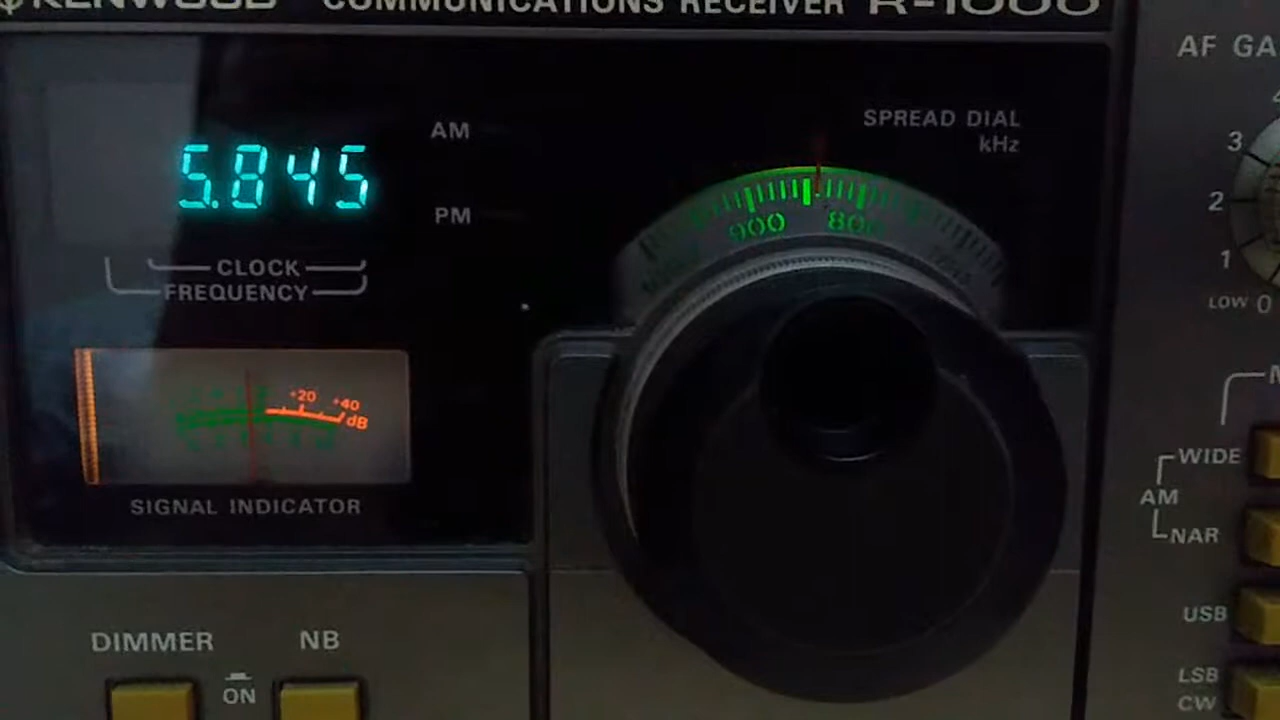 KENWOOD COMMUNICATIONS RECEIVER R-1000
AF GA
SPREAD DIAL
kHz
AM
5.845
PM
900 800
CLOCK
FREQUENCY
3
2
1
LOW 0
+20 +40
dB
SIGNAL INDICATOR
WIDE
AM
NAR
USB
LSB
CW
DIMMER NB
ON